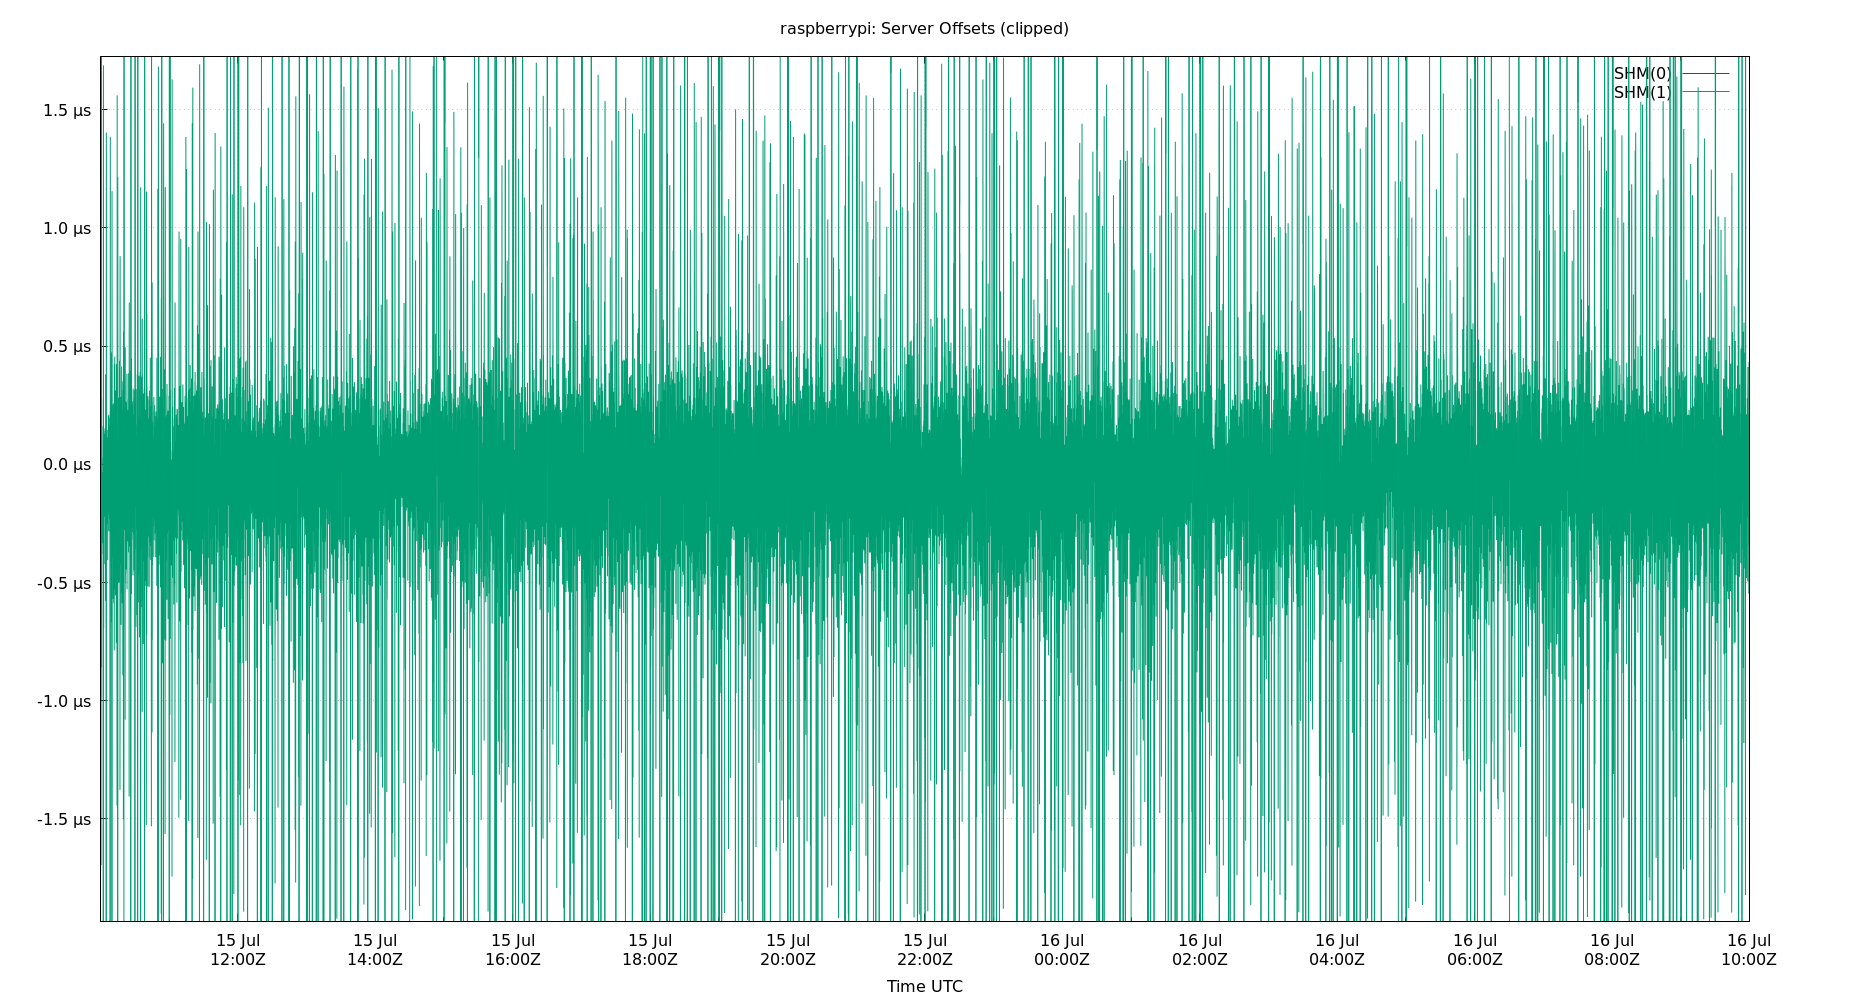 raspberrypi: Server Offsets (clipped)
SHM(0)
SHM(1)
1.5 µs
1.0 µs
0.5 µs
0.0 µs
-0.5 µs
-1.0 µs
-1.5 µs
15 Jul 15 Jul 15 Jul 15 Jul 15 Jul 15 Jul 16 Jul 16 Jul 16 Jul 16 Jul 16 Jul 16 Jul
12:00Z 14:00Z 16:00Z 18:00Z 20:00Z 22:00Z 00:00Z 02:00Z 04:00Z 06:00Z 08:00Z 10:00Z
Time UTC